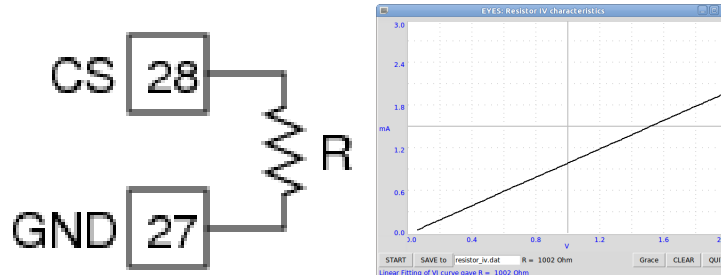 CS 28
R
GND 27
EYES: Resistor IV characteristics
3.0
2.4
1.8
mA
1.2
0.6
0.0
0.4 0.8 1.2 1.6
V
START SAVE to resistor_iv.dat R = 1002 Ohm Grace CLEAR
Linear Fitting of VI curve gave R = 1002 Ohm